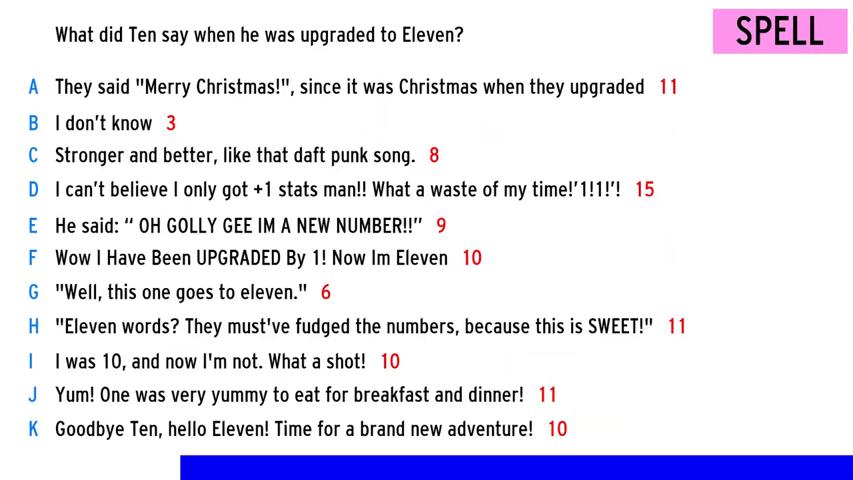 What did Ten say when he was upgraded to Eleven?
SPELL
A They said "Merry Christmas!", since it was Christmas when they upgraded 11
B I don't know 3
C Stronger and better, like that daft punk song. 8
D I can't believe I only got +1 stats man!! What a waste of my time!'1!1!'! 15
E He said: “ OH GOLLY GEE IM A NEW NUMBER!!” 9
F Wow I Have Been UPGRADED By 1! Now Im Eleven 10
G "Well, this one goes to eleven." 6
H "Eleven words? They must've fudged the numbers, because this is SWEET!" 11
I I was 10, and now I'm not. What a shot! 10
J Yum! One was very yummy to eat for breakfast and dinner! 11
K Goodbye Ten, hello Eleven! Time for a brand new adventure! 10